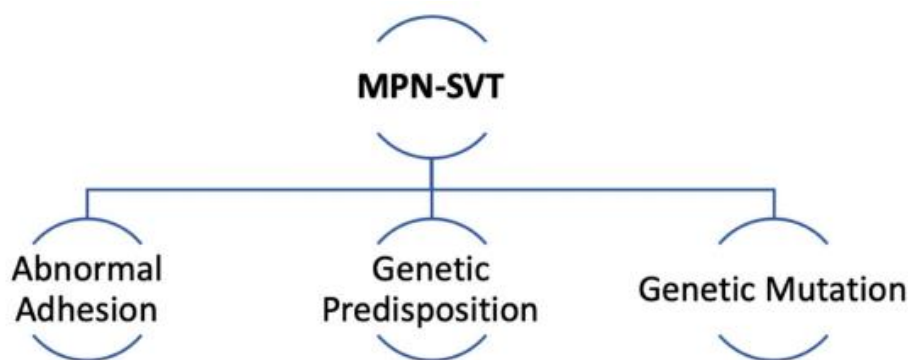 MPN-SVT
Abnormal
Adhesion
Genetic
Predisposition
Genetic Mutation